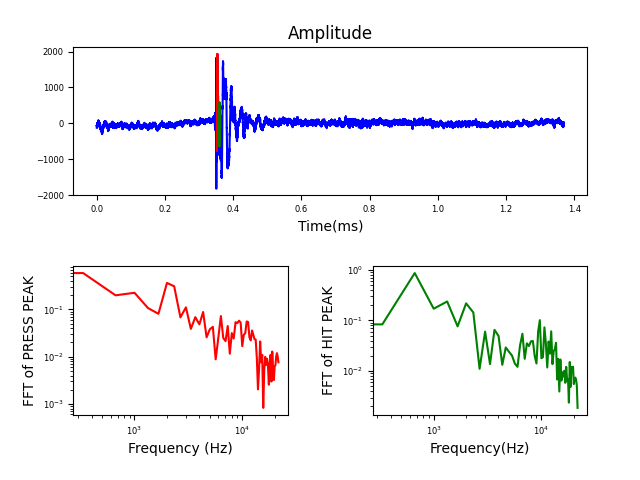 Amplitude
2000
1000
0
−1000
−2000
0.0 0.2 0.4 0.6 0.8 1.0 1.2 1.4
Time(ms)
FFT of PRESS PEAK
10⁻¹
10⁻²
10⁻³
10³ 10⁴
Frequency (Hz)
FFT of HIT PEAK
10⁰
10⁻¹
10⁻²
10³ 10⁴
Frequency(Hz)